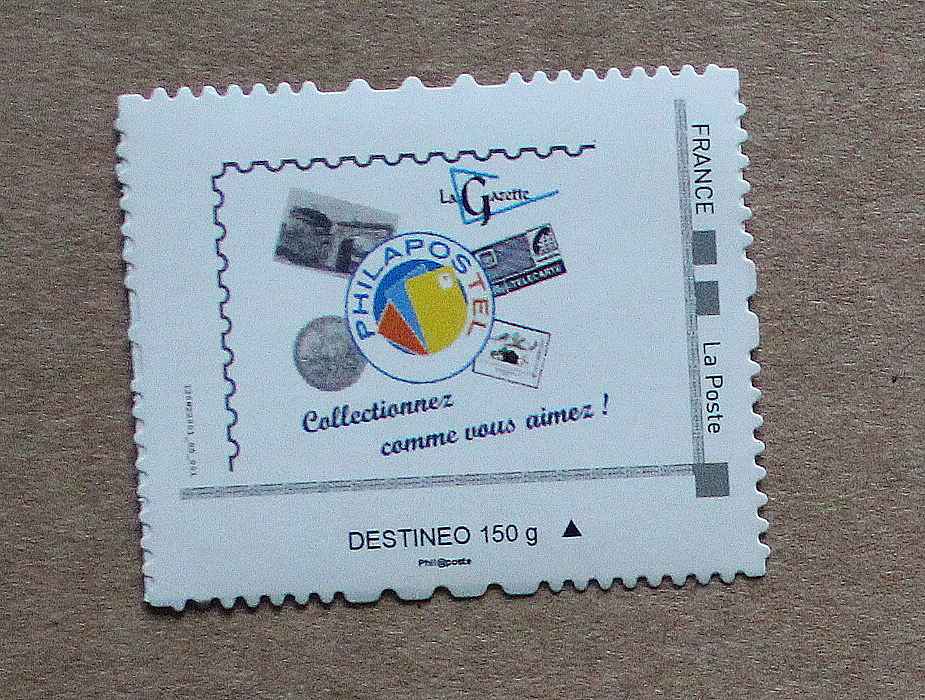 La Gazette
PHILAPOSTEL
TELECARTE
Collectionnez
comme vous aimez !
FRANCE
La Poste
DESTINEO 150 g
Phil@poste